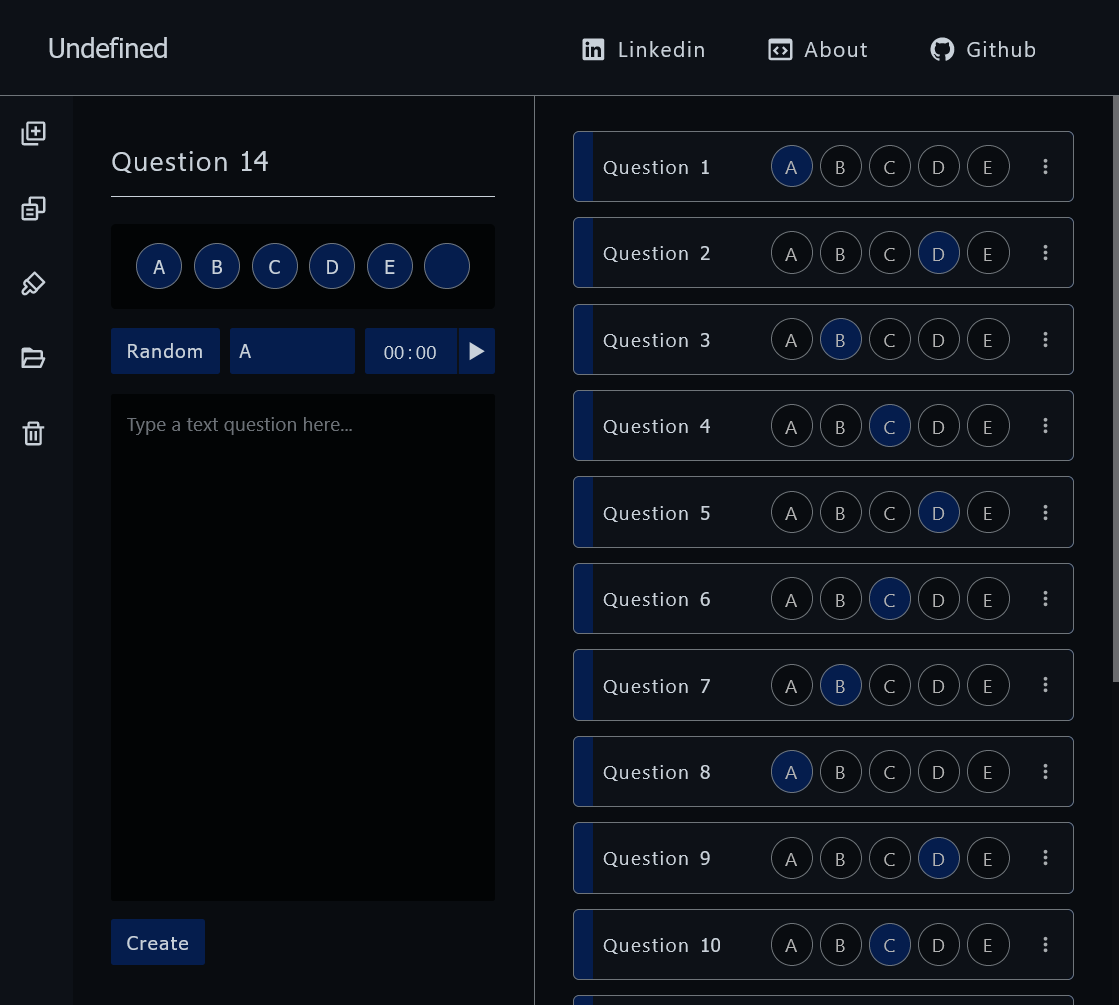 Undefined
Linkedin About Github
Question 14
A B C D E
Random A 00:00
Type a text question here...
Create
Question 1 A B C D E
Question 2 A B C D E
Question 3 A B C D E
Question 4 A B C D E
Question 5 A B C D E
Question 6 A B C D E
Question 7 A B C D E
Question 8 A B C D E
Question 9 A B C D E
Question 10 A B C D E